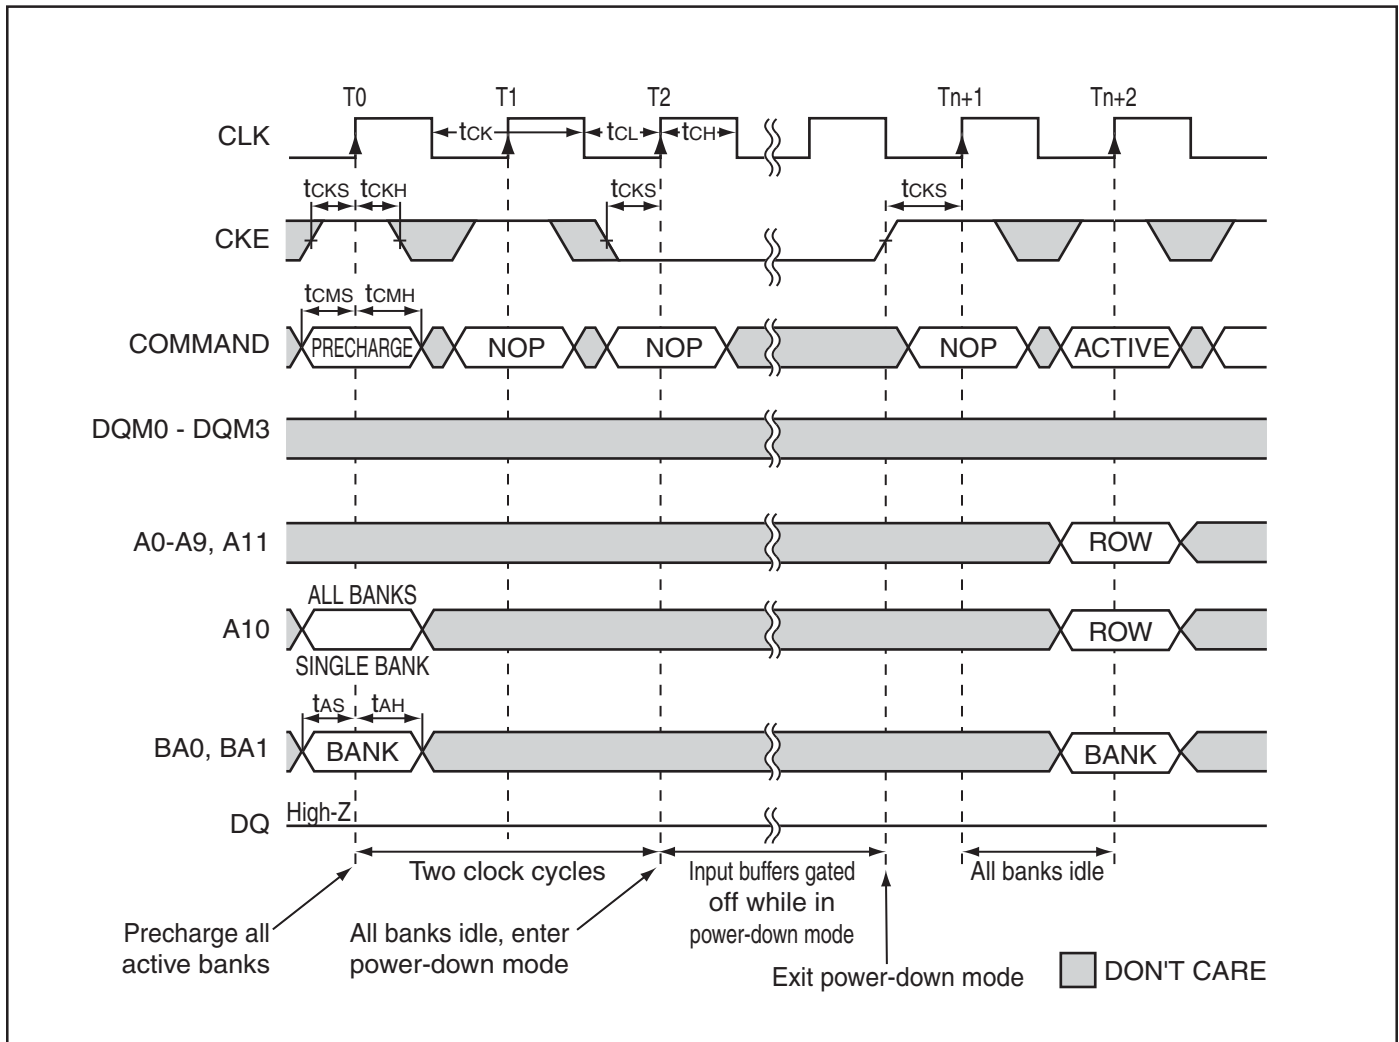 T0 T1 T2 Tn+1 Tn+2
CLK tCK tCL tCH
tCKS tCKH tCKS tCKS
CKE
tCMS tCMH
COMMAND PRECHARGE NOP NOP NOP ACTIVE
DQM0 - DQM3
A0-A9, A11 ROW
ALL BANKS
A10 ROW
SINGLE BANK
tAS tAH
BA0, BA1 BANK BANK
DQ High-Z
Two clock cycles
Input buffers gated
off while in
power-down mode
All banks idle
Precharge all
active banks
All banks idle, enter
power-down mode
Exit power-down mode
DON'T CARE